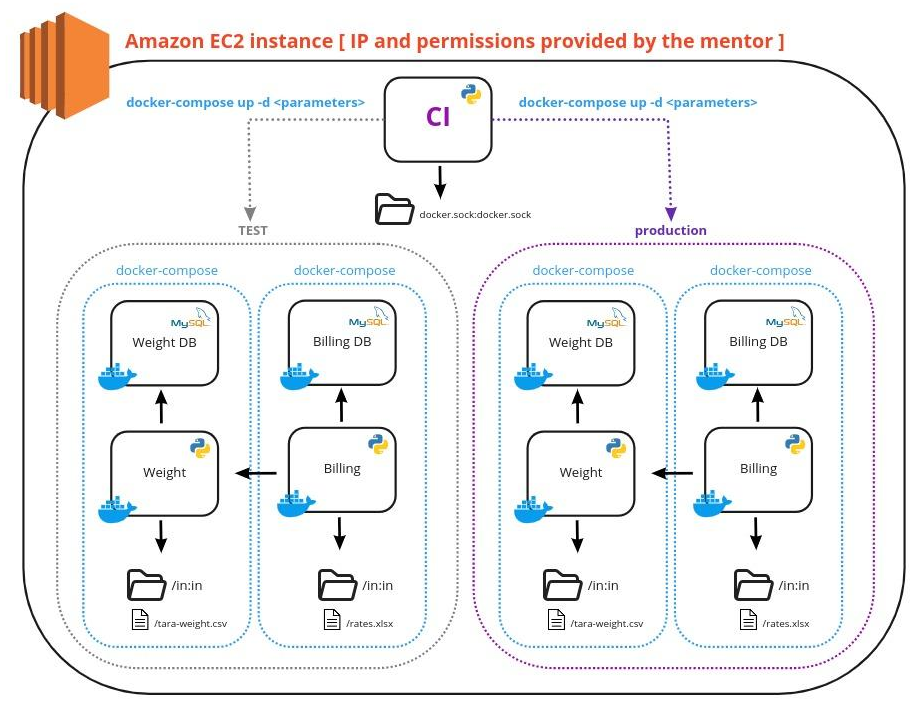 Amazon EC2 instance [ IP and permissions provided by the mentor ]
docker-compose up -d <parameters>
CI
docker-compose up -d <parameters>
docker.sock:docker.sock
TEST
production
docker-compose
docker-compose
docker-compose
docker-compose
MySQL
Weight DB
MySQL
Billing DB
MySQL
Weight DB
MySQL
Billing DB
Weight
Billing
Weight
Billing
/in:in
/in:in
/in:in
/in:in
/tara-weight.csv
/rates.xlsx
/tara-weight.csv
/rates.xlsx